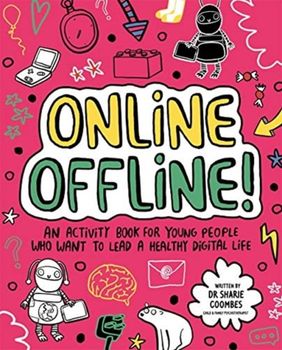 ONLINE
OFFLINE!
AN ACTIVITY BOOK FOR YOUNG PEOPLE
WHO WANT TO LEAD A HEALTHY DIGITAL LIFE
WRITTEN BY
DR SHARIE
COOMBES
CHILD & FAMILY PSYCHOTHERAPIST